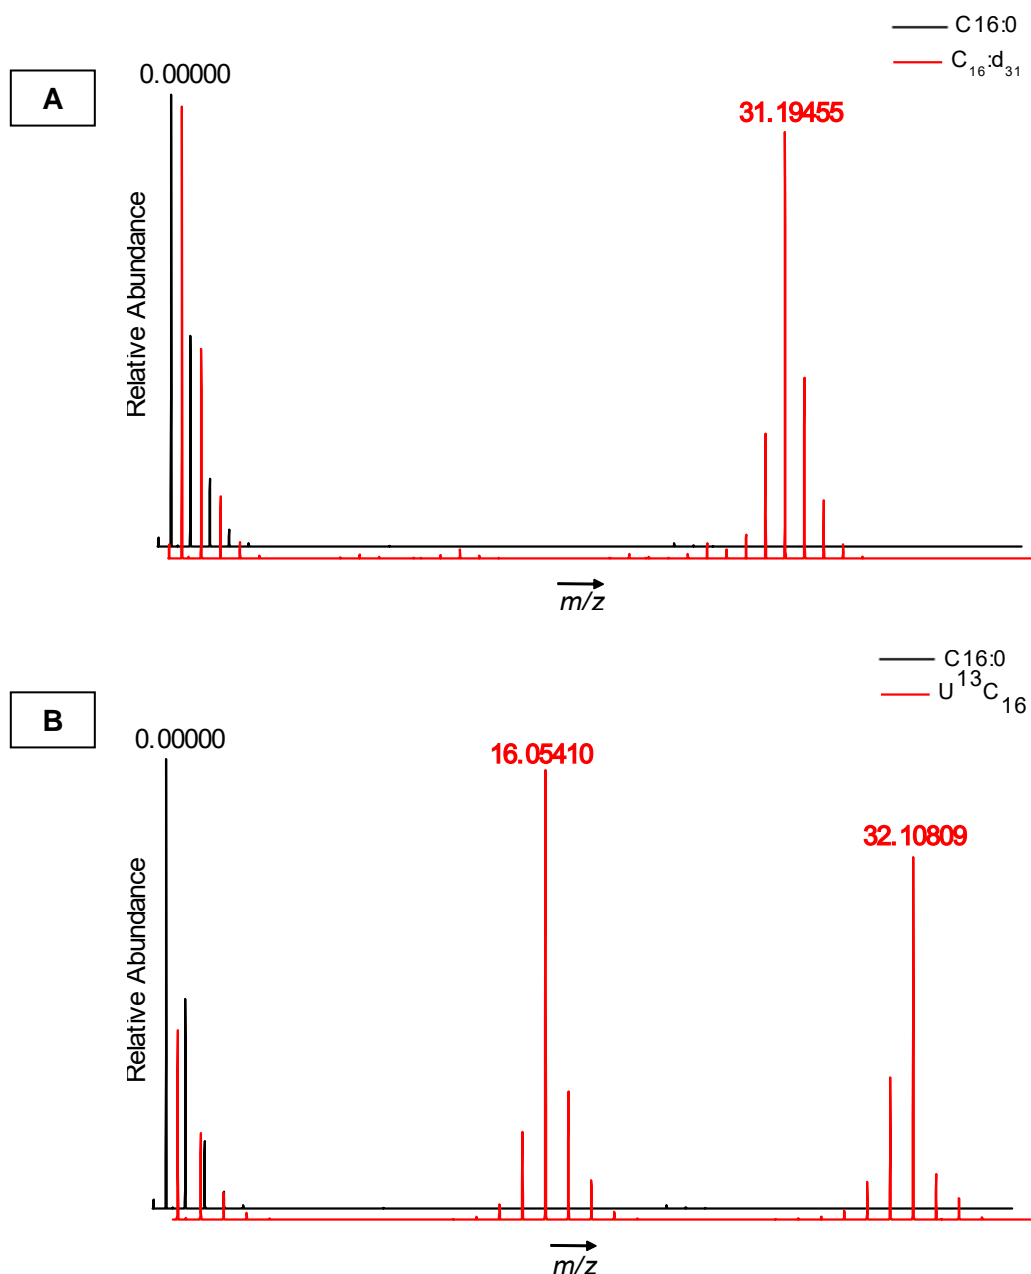 C16:0
C₁₆:d₃₁
A
0.00000
31.19455
Relative Abundance
m/z
C16:0
U¹³C₁₆
B
0.00000
16.05410
32.10809
Relative Abundance
m/z